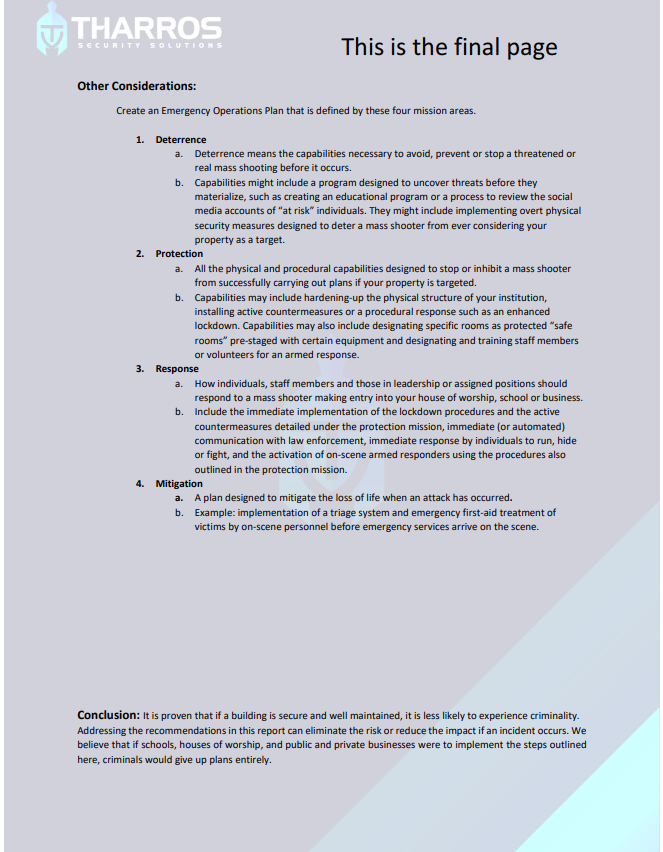 THARROS
SECURITY SOLUTIONS
This is the final page
Other Considerations:
Create an Emergency Operations Plan that is defined by these four mission areas.
1. Deterrence
a. Deterrence means the capabilities necessary to avoid, prevent or stop a threatened or
real mass shooting before it occurs.
b. Capabilities might include a program designed to uncover threats before they
materialize, such as creating an educational program or a process to review the social
media accounts of “at risk” individuals. They might include implementing overt physical
security measures designed to deter a mass shooter from ever considering your
property as a target.
2. Protection
a. All the physical and procedural capabilities designed to stop or inhibit a mass shooter
from successfully carrying out plans if your property is targeted.
b. Capabilities may include hardening-up the physical structure of your institution,
installing active countermeasures or a procedural response such as an enhanced
lockdown. Capabilities may also include designating specific rooms as protected “safe
rooms” pre-staged with certain equipment and designating and training staff members
or volunteers for an armed response.
3. Response
a. How individuals, staff members and those in leadership or assigned positions should
respond to a mass shooter making entry into your house of worship, school or business.
b. Include the immediate implementation of the lockdown procedures and the active
countermeasures detailed under the protection mission, immediate (or automated)
communication with law enforcement, immediate response by individuals to run, hide
or fight, and the activation of on-scene armed responders using the procedures also
outlined in the protection mission.
4. Mitigation
a. A plan designed to mitigate the loss of life when an attack has occurred.
b. Example: implementation of a triage system and emergency first-aid treatment of
victims by on-scene personnel before emergency services arrive on the scene.
Conclusion: It is proven that if a building is secure and well maintained, it is less likely to experience criminality.
Addressing the recommendations in this report can eliminate the risk or reduce the impact if an incident occurs. We
believe that if schools, houses of worship, and public and private businesses were to implement the steps outlined
here, criminals would give up plans entirely.